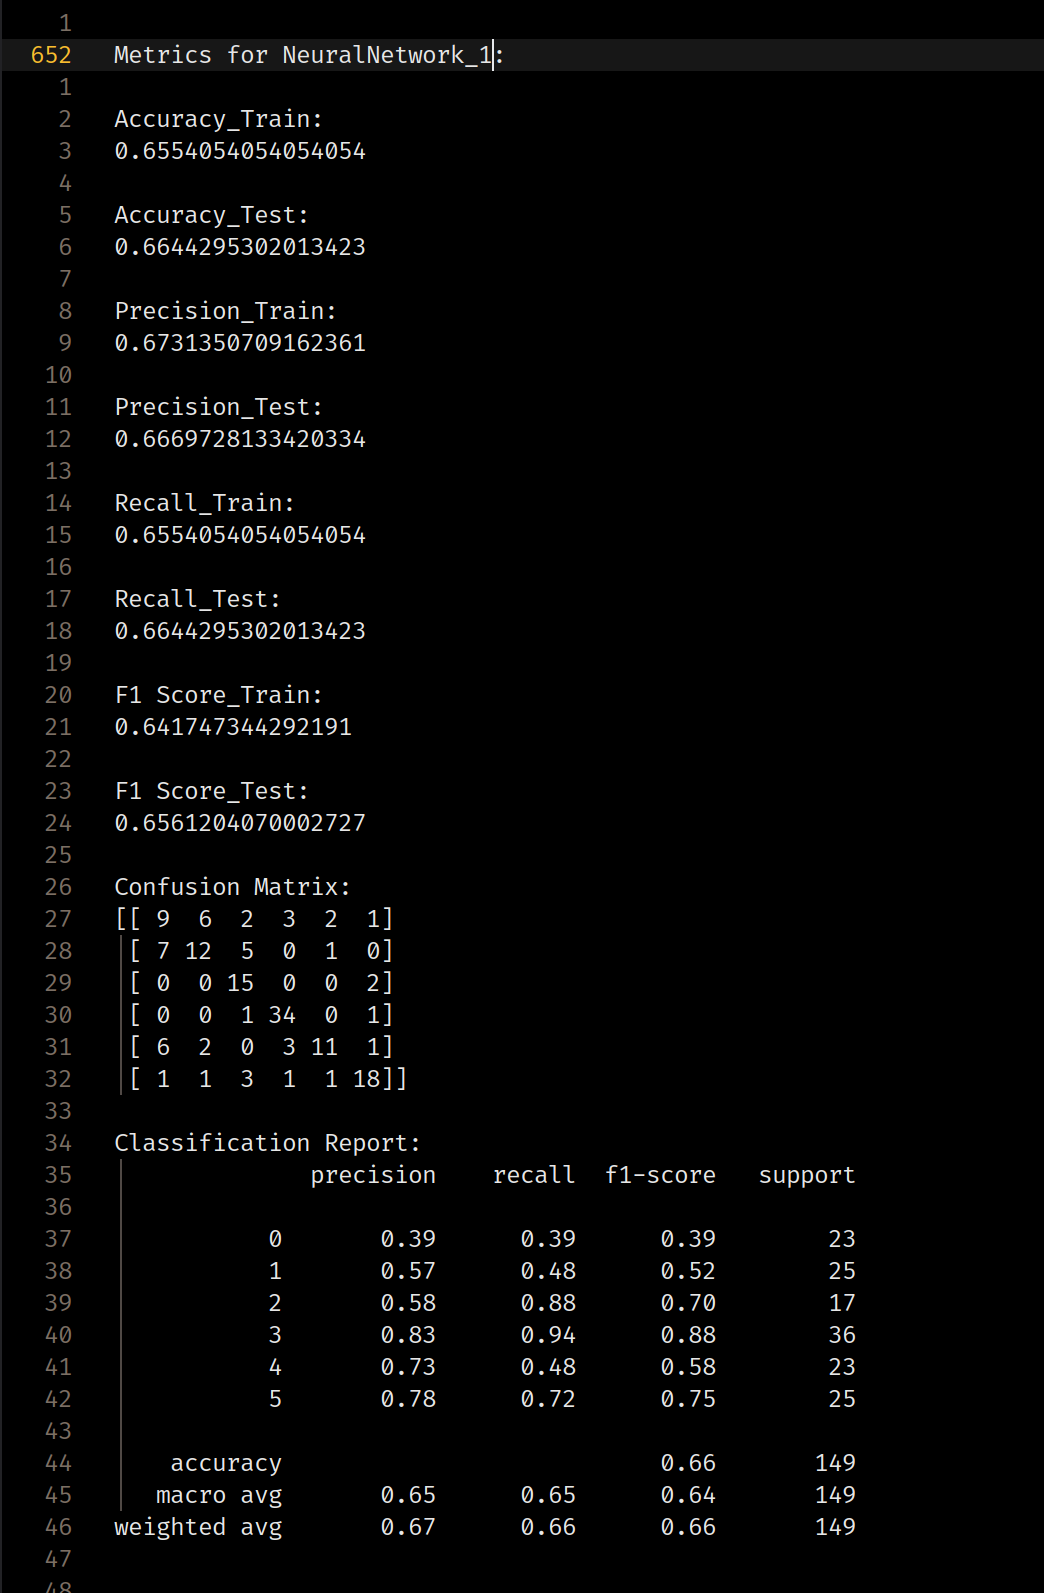 1
652 Metrics for NeuralNetwork_1:
1
2 Accuracy_Train:
3 0.6554054054054054
4
5 Accuracy_Test:
6 0.6644295302013423
7
8 Precision_Train:
9 0.6731350709162361
10
11 Precision_Test:
12 0.6669728133420334
13
14 Recall_Train:
15 0.6554054054054054
16
17 Recall_Test:
18 0.6644295302013423
19
20 F1 Score_Train:
21 0.641747344292191
22
23 F1 Score_Test:
24 0.6561204070002727
25
26 Confusion Matrix:
27 [[ 9  6  2  3  2  1]
28  [ 7 12  5  0  1  0]
29  [ 0  0 15  0  0  2]
30  [ 0  0  1 34  0  1]
31  [ 6  2  0  3 11  1]
32  [ 1  1  3  1  1 18]]
33
34 Classification Report:
35               precision    recall  f1-score   support
36
37            0       0.39      0.39      0.39        23
38            1       0.57      0.48      0.52        25
39            2       0.58      0.88      0.70        17
40            3       0.83      0.94      0.88        36
41            4       0.73      0.48      0.58        23
42            5       0.78      0.72      0.75        25
43
44     accuracy                           0.66       149
45    macro avg       0.65      0.65      0.64       149
46 weighted avg       0.67      0.66      0.66       149
47
48